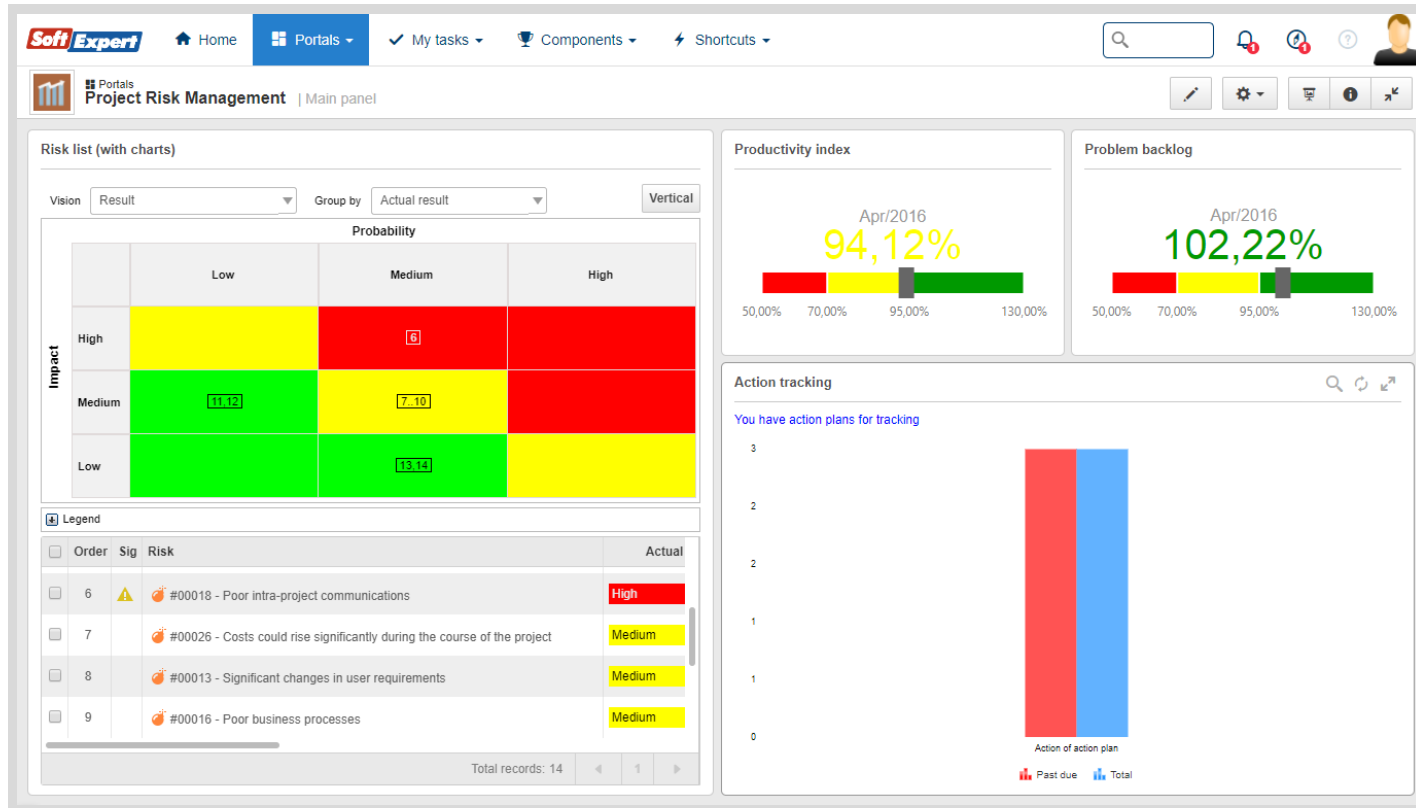 SoftExpert Home Portals My tasks Components Shortcuts 1 1 ?
Portals
Project Risk Management | Main panel
Risk list (with charts)
Vision Result Group by Actual result Vertical
Probability
Low Medium High
Impact
High 6
Medium 11,12 7..10
Low 13,14
Legend
Order Sig Risk Actual
6 #00018 - Poor intra-project communications High
7 #00026 - Costs could rise significantly during the course of the project Medium
8 #00013 - Significant changes in user requirements Medium
9 #00016 - Poor business processes Medium
Total records: 14 1
Productivity index
Apr/2016
94,12%
50,00% 70,00% 95,00% 130,00%
Problem backlog
Apr/2016
102,22%
50,00% 70,00% 95,00% 130,00%
Action tracking
You have action plans for tracking
3
2
2
1
1
0
Action of action plan
Past due Total